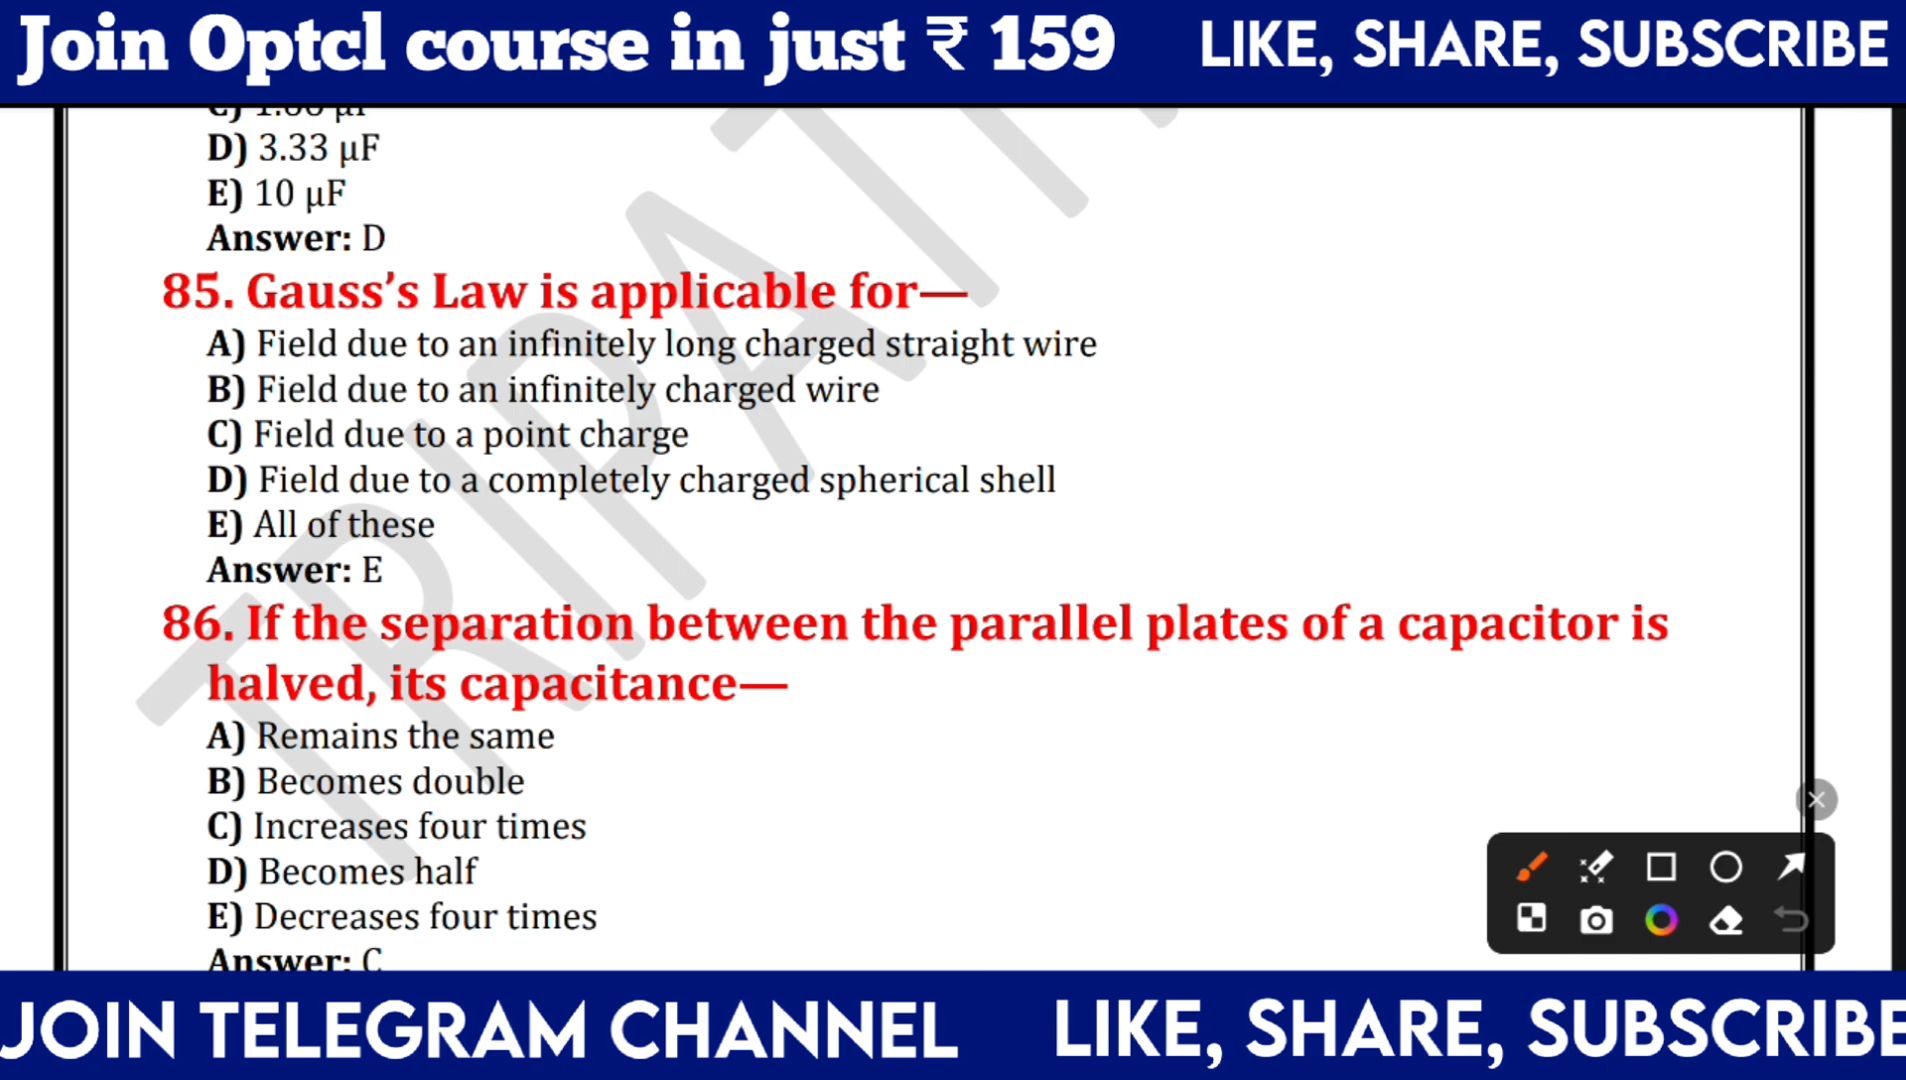 Join Optcl course in just ₹ 159 LIKE, SHARE, SUBSCRIBE
D) 3.33 µF
E) 10 µF
Answer: D
85. Gauss’s Law is applicable for—
A) Field due to an infinitely long charged straight wire
B) Field due to an infinitely charged wire
C) Field due to a point charge
D) Field due to a completely charged spherical shell
E) All of these
Answer: E
86. If the separation between the parallel plates of a capacitor is
halved, its capacitance—
A) Remains the same
B) Becomes double
C) Increases four times
D) Becomes half
E) Decreases four times
Answer: C
JOIN TELEGRAM CHANNEL LIKE, SHARE, SUBSCRIBE